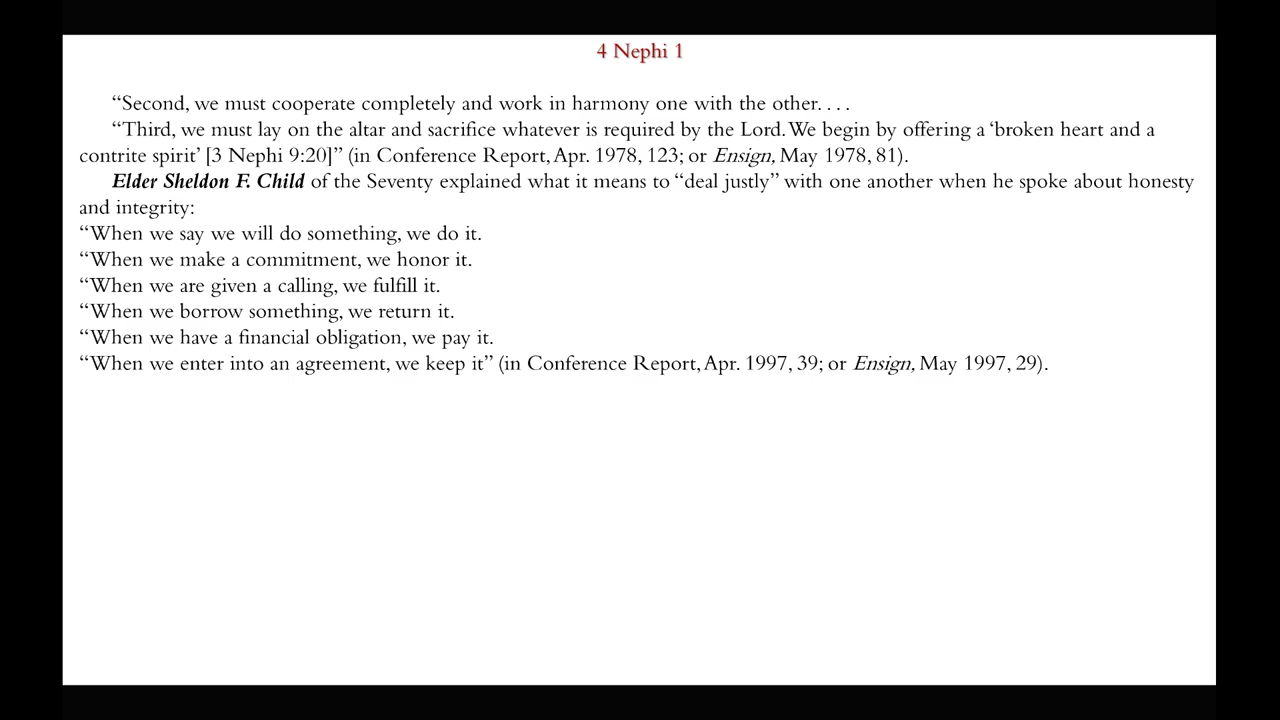 4 Nephi 1
“Second, we must cooperate completely and work in harmony one with the other. . . .
“Third, we must lay on the altar and sacrifice whatever is required by the Lord. We begin by offering a ‘broken heart and a
contrite spirit’ [3 Nephi 9:20]” (in Conference Report, Apr. 1978, 123; or Ensign, May 1978, 81).
Elder Sheldon F. Child of the Seventy explained what it means to “deal justly” with one another when he spoke about honesty
and integrity:
“When we say we will do something, we do it.
“When we make a commitment, we honor it.
“When we are given a calling, we fulfill it.
“When we borrow something, we return it.
“When we have a financial obligation, we pay it.
“When we enter into an agreement, we keep it” (in Conference Report, Apr. 1997, 39; or Ensign, May 1997, 29).